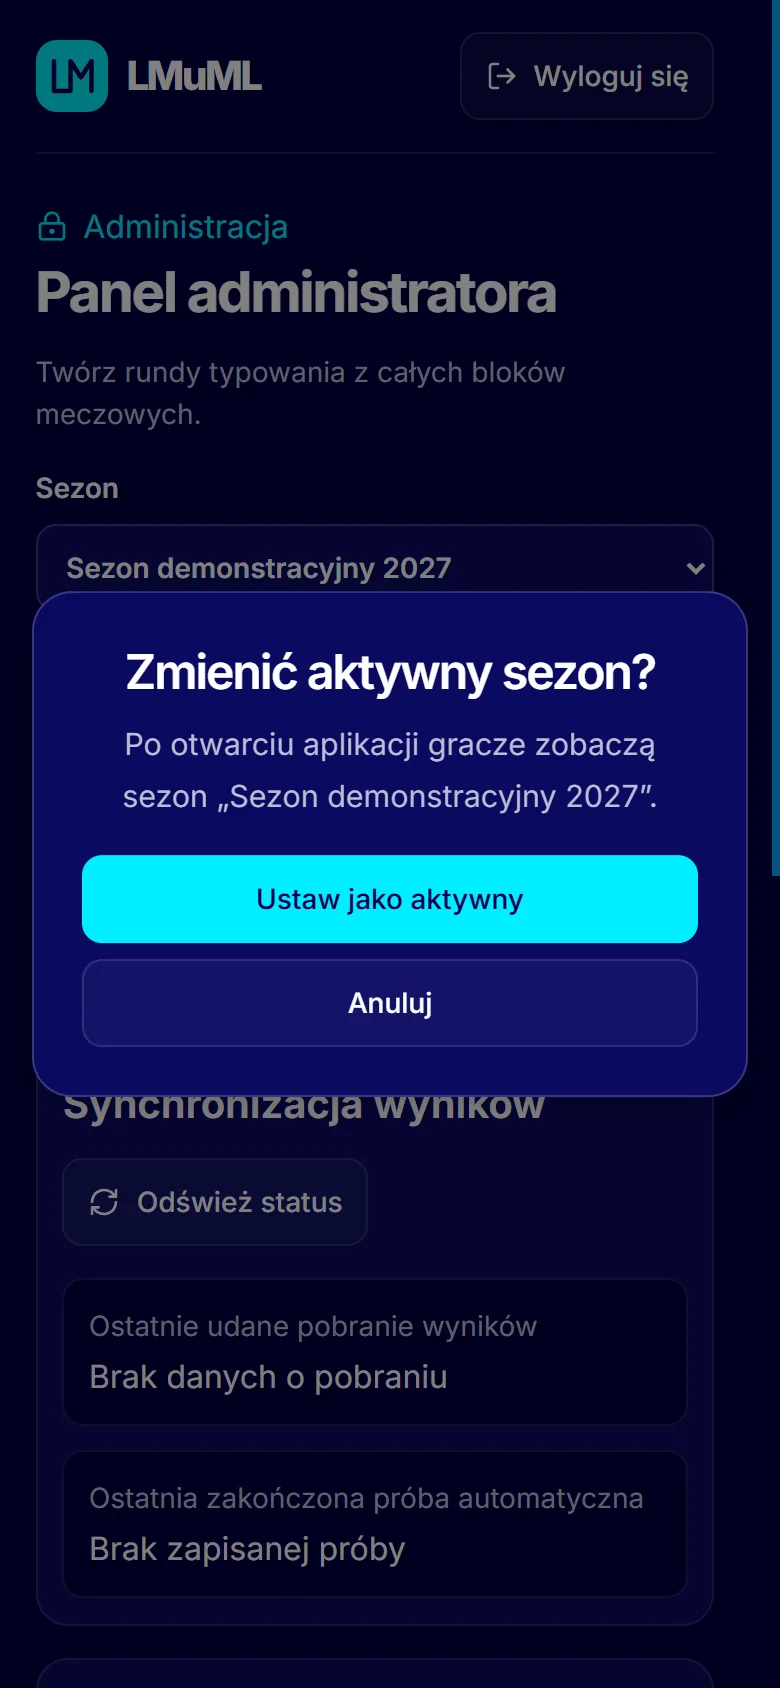 LM LMuML
Wyloguj się
Administracja
Panel administratora
Twórz rundy typowania z całych bloków
meczowych.
Sezon
Sezon demonstracyjny 2027
Zmienić aktywny sezon?
Po otwarciu aplikacji gracze zobaczą
sezon „Sezon demonstracyjny 2027”.
Ustaw jako aktywny
Anuluj
Synchronizacja wyników
Odśwież status
Ostatnie udane pobranie wyników
Brak danych o pobraniu
Ostatnia zakończona próba automatyczna
Brak zapisanej próby